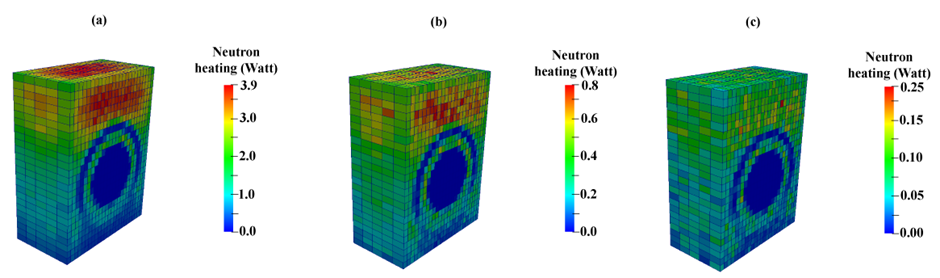 (a)
(b)
(c)
Neutron
heating (Watt)
3.9
3.0
2.0
1.0
0.0
Neutron
heating (Watt)
0.8
0.6
0.4
0.2
0.0
Neutron
heating (Watt)
0.25
0.15
0.10
0.05
0.00